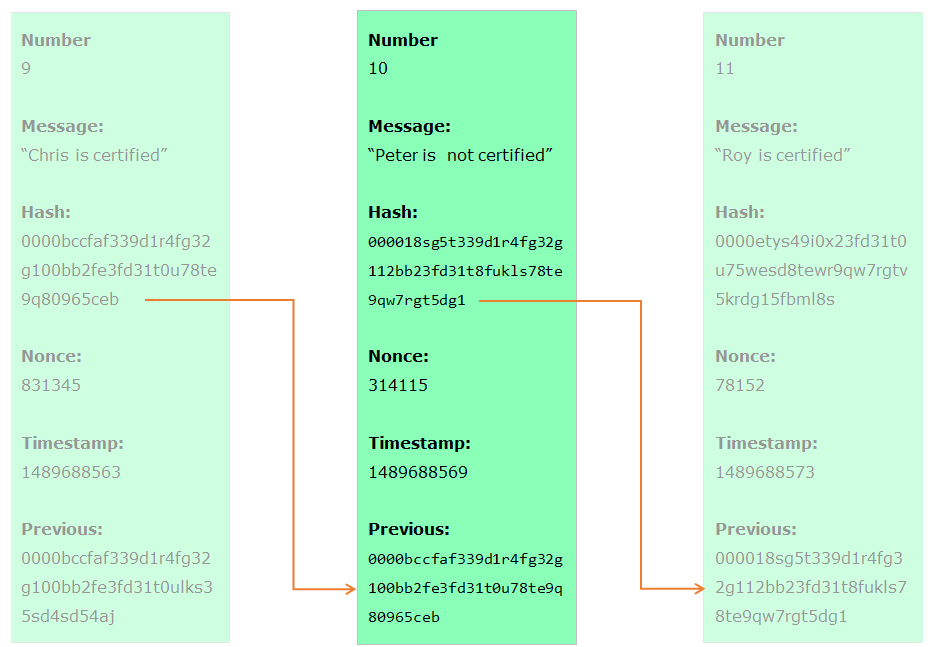 Number
9
Message:
“Chris is certified”
Hash:
0000bccfaf339d1r4fg32
g100bb2fe3fd31t0u78te
9q80965ceb
Nonce:
831345
Timestamp:
1489688563
Previous:
0000bccfaf339d1r4fg32
g100bb2fe3fd31t0ulks3
5sd4sd54aj
Number
10
Message:
“Peter is not certified”
Hash:
000018sg5t339d1r4fg32g
112bb23fd31t8fukls78te
9qw7rgt5dg1
Nonce:
314115
Timestamp:
1489688569
Previous:
0000bccfaf339d1r4fg32g
100bb2fe3fd31t0u78te9q
80965ceb
Number
11
Message:
“Roy is certified”
Hash:
0000etys49i0x23fd31t0
u75wesd8tewr9qw7rgtv
5krdg15fbml8s
Nonce:
78152
Timestamp:
1489688573
Previous:
000018sg5t339d1r4fg3
2g112bb23fd31t8fukls7
8te9qw7rgt5dg1